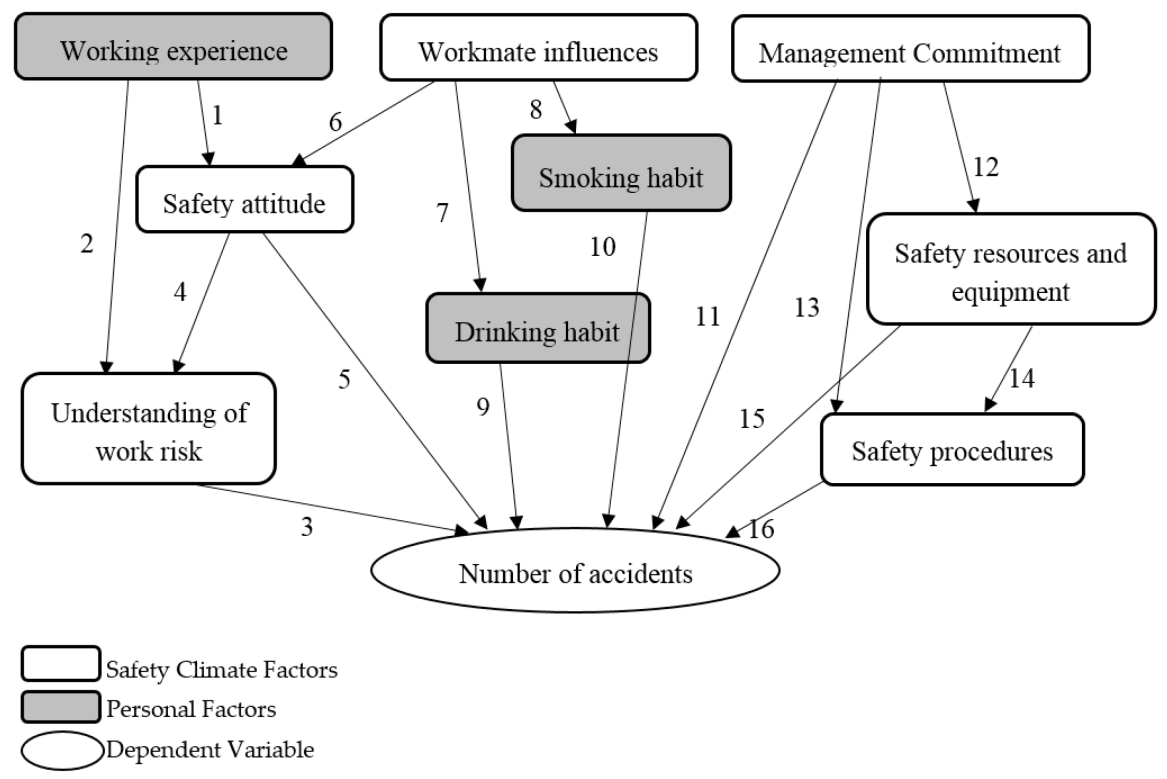 Working experience
Workmate influences
Management Commitment
1
6
8
12
Smoking habit
Safety attitude
2
7
10
Safety resources and
equipment
4
11
13
Drinking habit
5
9
14
15
Understanding of
work risk
Safety procedures
3
16
Number of accidents
Safety Climate Factors
Personal Factors
Dependent Variable